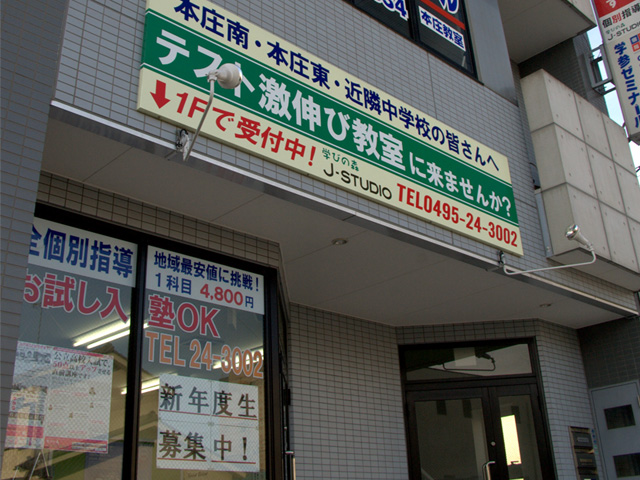 本庄教室
個別指導
J-STUDIO
学参セミナール
本庄南・本庄東・近隣中学校の皆さんへ
テスト激伸び教室に来ませんか?
↓1Fで受付中!
学びの森
J-STUDIO
TEL0495-24-3002
全個別指導
地域最安値に挑戦!
1科目 4,800円
お試し入塾OK
TEL 24-3002
新年度生
募集中!